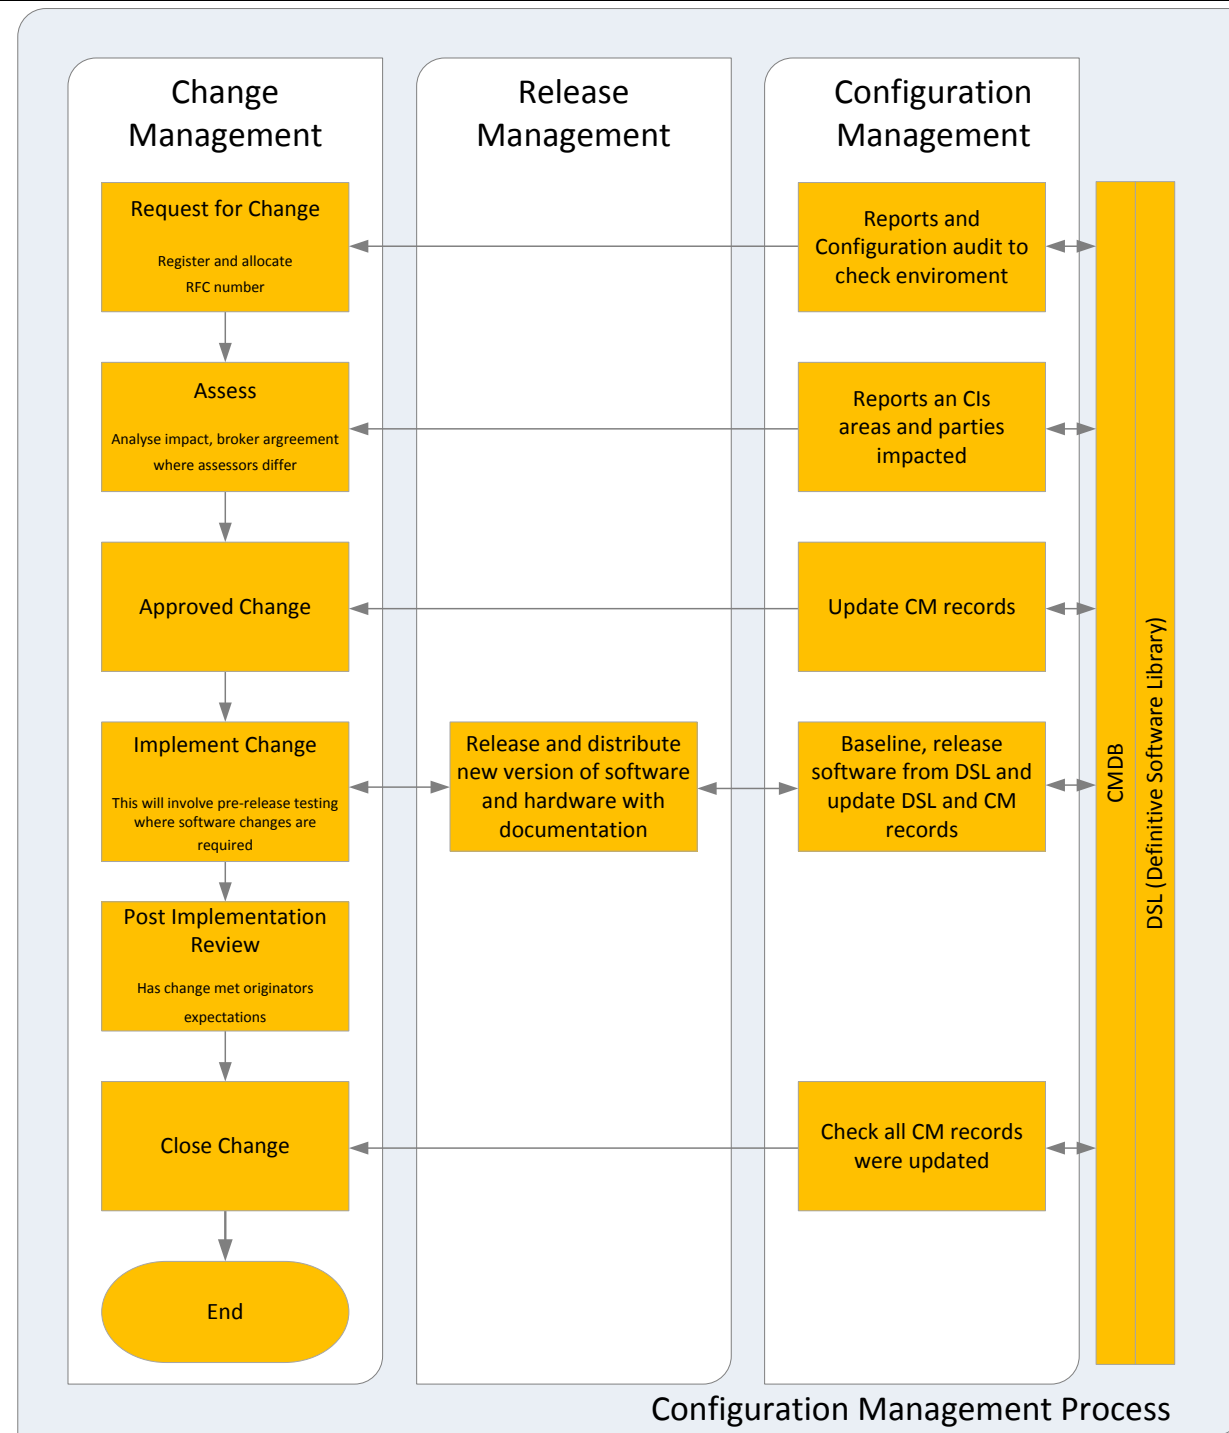 Change
Management
Release
Management
Configuration
Management
Request for Change
Register and allocate
RFC number
Reports and
Configuration audit to
check enviroment
Assess
Analyse impact, broker argreement
where assessors differ
Reports an CIs
areas and parties
impacted
Approved Change
Update CM records
Implement Change
This will involve pre-release testing
where software changes are
required
Release and distribute
new version of software
and hardware with
documentation
Baseline, release
software from DSL and
update DSL and CM
records
Post Implementation
Review
Has change met originators
expectations
Close Change
Check all CM records
were updated
End
CMDB
DSL (Definitive Software Library)
Configuration Management Process